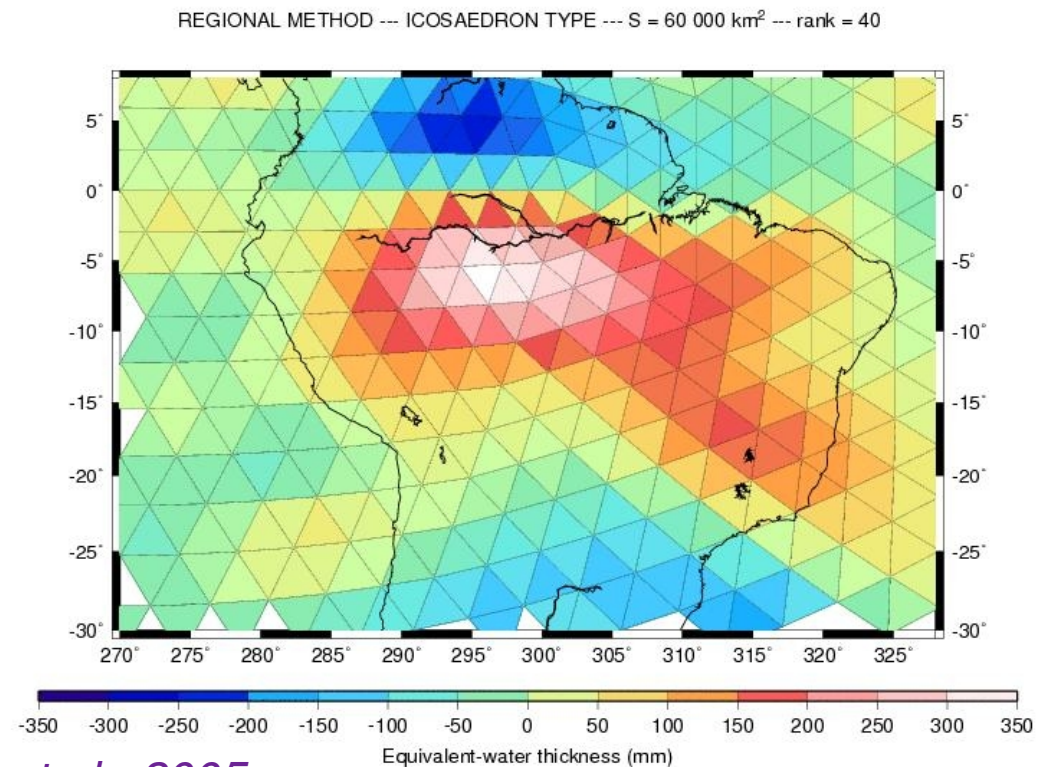 REGIONAL METHOD --- ICOSAEDRON TYPE --- S = 60 000 km² --- rank = 40
5° 5°
0° 0°
-5° -5°
-10° -10°
-15° -15°
-20° -20°
-25° -25°
-30° -30°
270° 275° 280° 285° 290° 295° 300° 305° 310° 315° 320° 325°
-350 -300 -250 -200 -150 -100 -50 0 50 100 150 200 250 300 350
Equivalent-water thickness (mm)